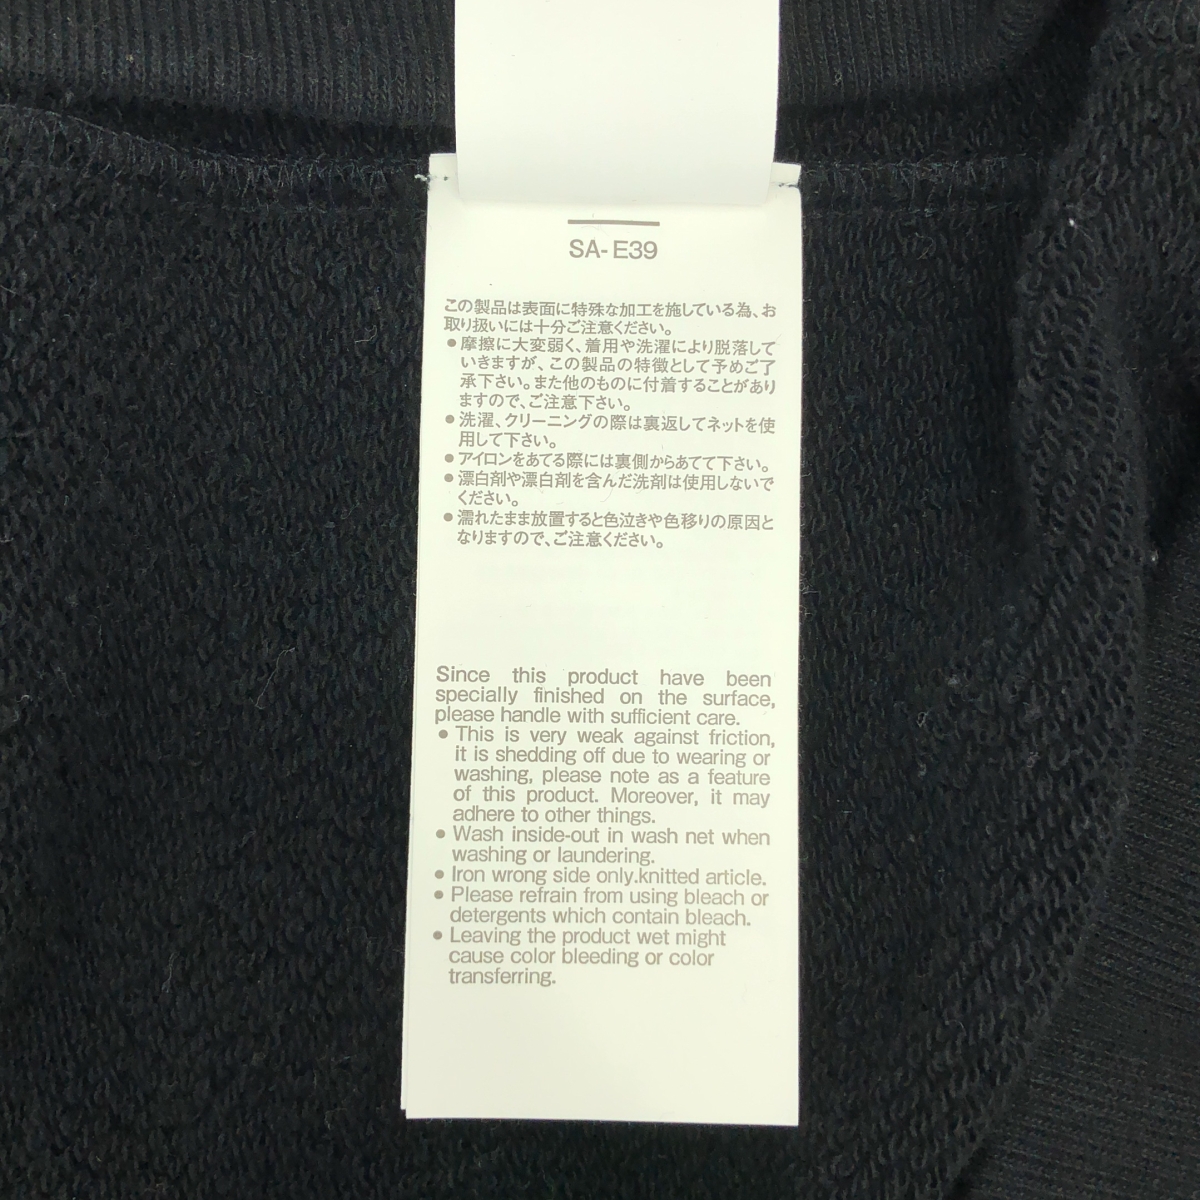 SA-E39
この製品は表面に特殊な加工を施している為、お
取り扱いには十分ご注意ください。
●摩擦に大変弱く、着用や洗濯により脱落して
いきますが、この製品の特徴として予めご了
承下さい。また他のものに付着することがあり
ますので、ご注意下さい。
●洗濯、クリーニングの際は裏返してネットを使
用して下さい。
●アイロンをあてる際には裏側からあてて下さい。
●漂白剤や漂白剤を含んだ洗剤は使用しないで
ください。
●濡れたまま放置すると色泣きや色移りの原因と
なりますので、ご注意ください。
Since this product have been
specially finished on the surface,
please handle with sufficient care.
● This is very weak against friction,
it is shedding off due to wearing or
washing, please note as a feature
of this product. Moreover, it may
adhere to other things.
● Wash inside-out in wash net when
washing or laundering.
● Iron wrong side only.knitted article.
● Please refrain from using bleach or
detergents which contain bleach.
● Leaving the product wet might
cause color bleeding or color
transferring.